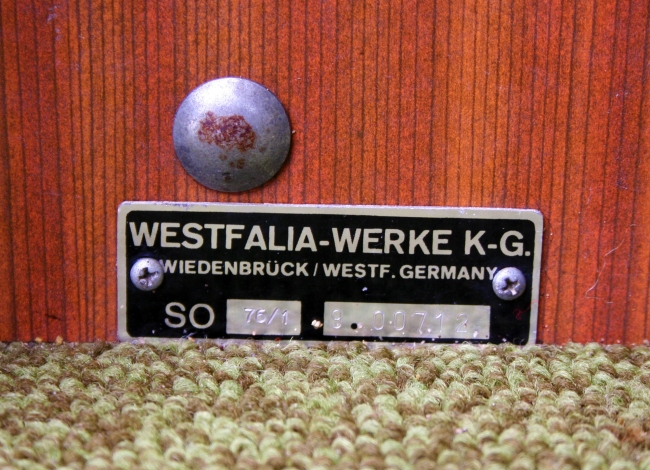 WESTFALIA-WERKE K-G.
WIEDENBRÜCK / WESTF. GERMANY
SO 76/1